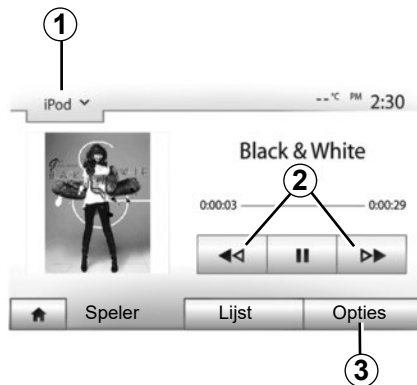 1
iPod
--°C PM 2:30
Black & White
2
0:00:03 0:00:29
Speler Lijst Opties
3